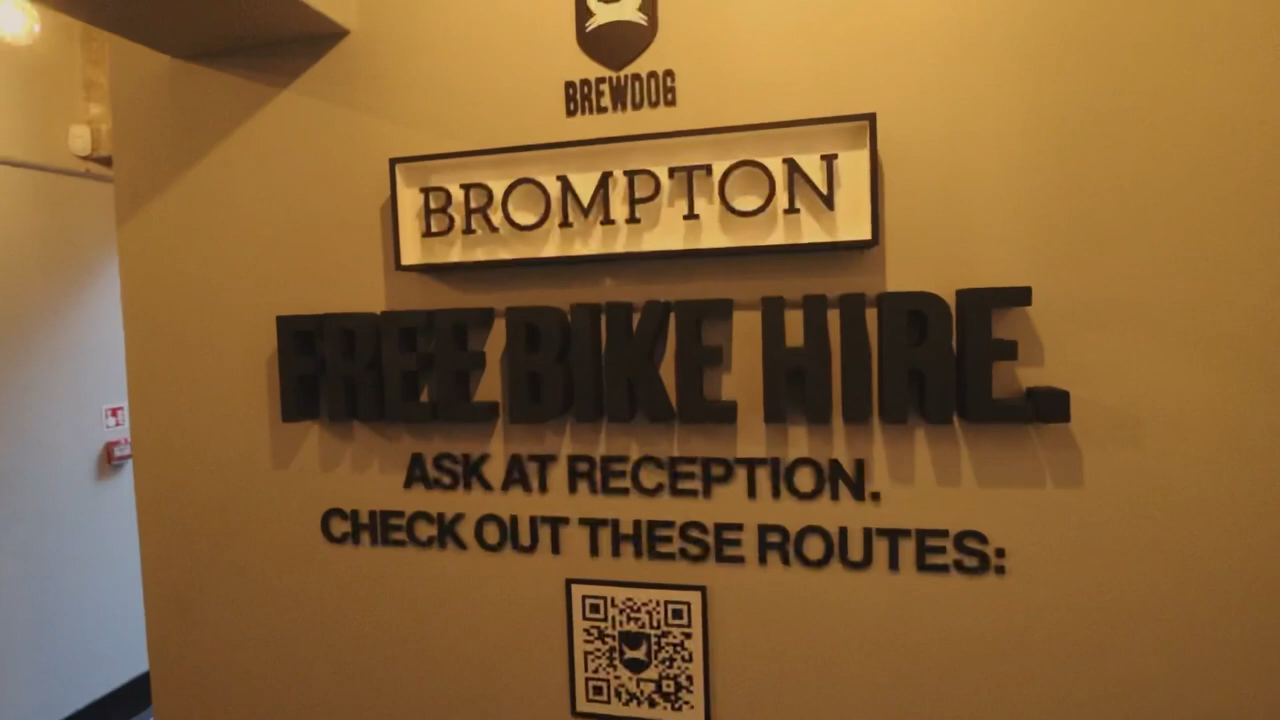 BREWDOG
BROMPTON
FREE BIKE HIRE.
ASK AT RECEPTION.
CHECK OUT THESE ROUTES: